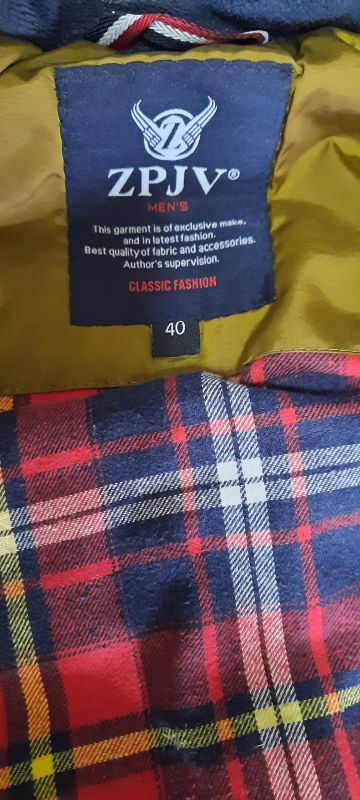 Z
ZPJV®
MEN'S
This garment is of exclusive make,
and in latest fashion.
Best quality of fabric and accessories.
Author's supervision.
CLASSIC FASHION
40